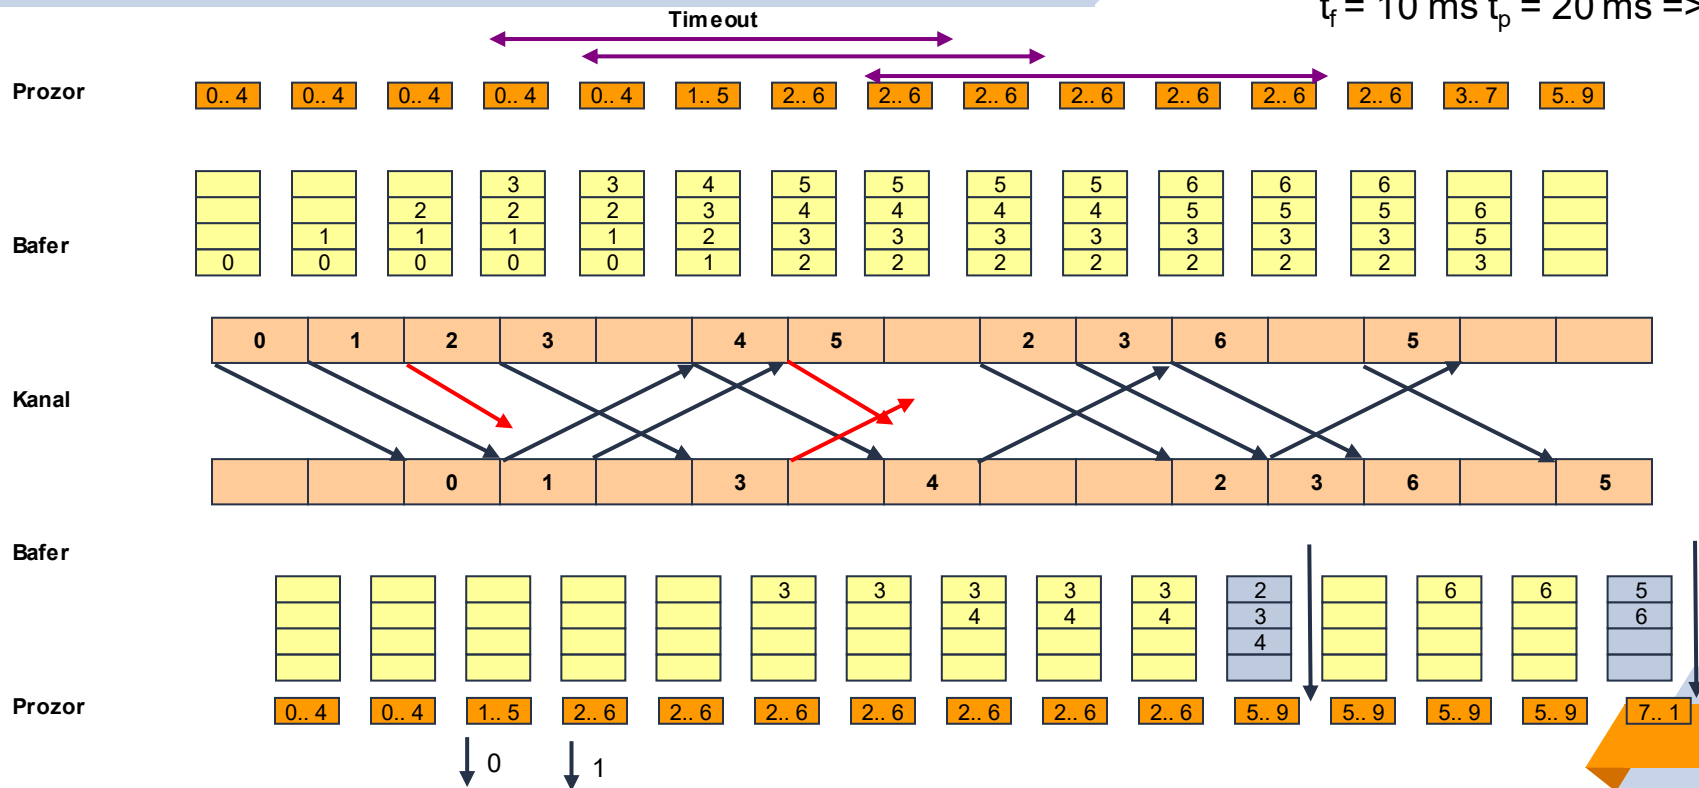 t_f = 10 ms t_p = 20 ms =>
Timeout
Prozor 0.. 4 0.. 4 0.. 4 0.. 4 0.. 4 1.. 5 2.. 6 2.. 6 2.. 6 2.. 6 2.. 6 2.. 6 2.. 6 3.. 7 5.. 9
3 3 4 5 5 5 5 6 6 6
2 2 2 3 4 4 4 4 5 5 5 6
Bafer
1 1 1 1 2 3 3 3 3 3 3 3 5
0 0 0 0 0 1 2 2 2 2 2 2 2 3
0 1 2 3 4 5 2 3 6 5
Kanal
0 1 3 4 2 3 6 5
Bafer
3 3 3 3 3 2 6 6 5
4 4 4 3 6
4
Prozor 0.. 4 0.. 4 1.. 5 2.. 6 2.. 6 2.. 6 2.. 6 2.. 6 2.. 6 2.. 6 5.. 9 5.. 9 5.. 9 5.. 9 7.. 1
0 1